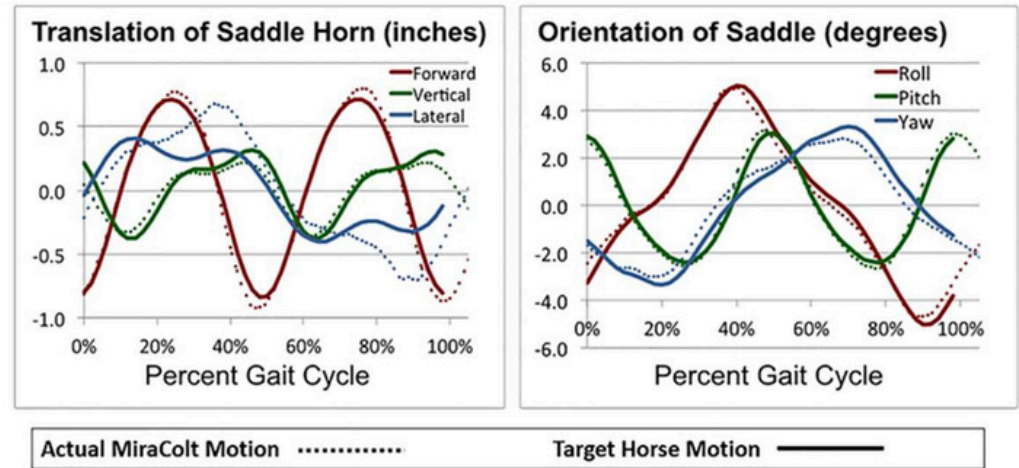 Translation of Saddle Horn (inches)
1.0
0.5
0.0
-0.5
-1.0
Forward
Vertical
Lateral
0% 20% 40% 60% 80% 100%
Percent Gait Cycle
Orientation of Saddle (degrees)
6.0
4.0
2.0
0.0
-2.0
-4.0
-6.0
Roll
Pitch
Yaw
0% 20% 40% 60% 80% 100%
Percent Gait Cycle
Actual MiraColt Motion Target Horse Motion